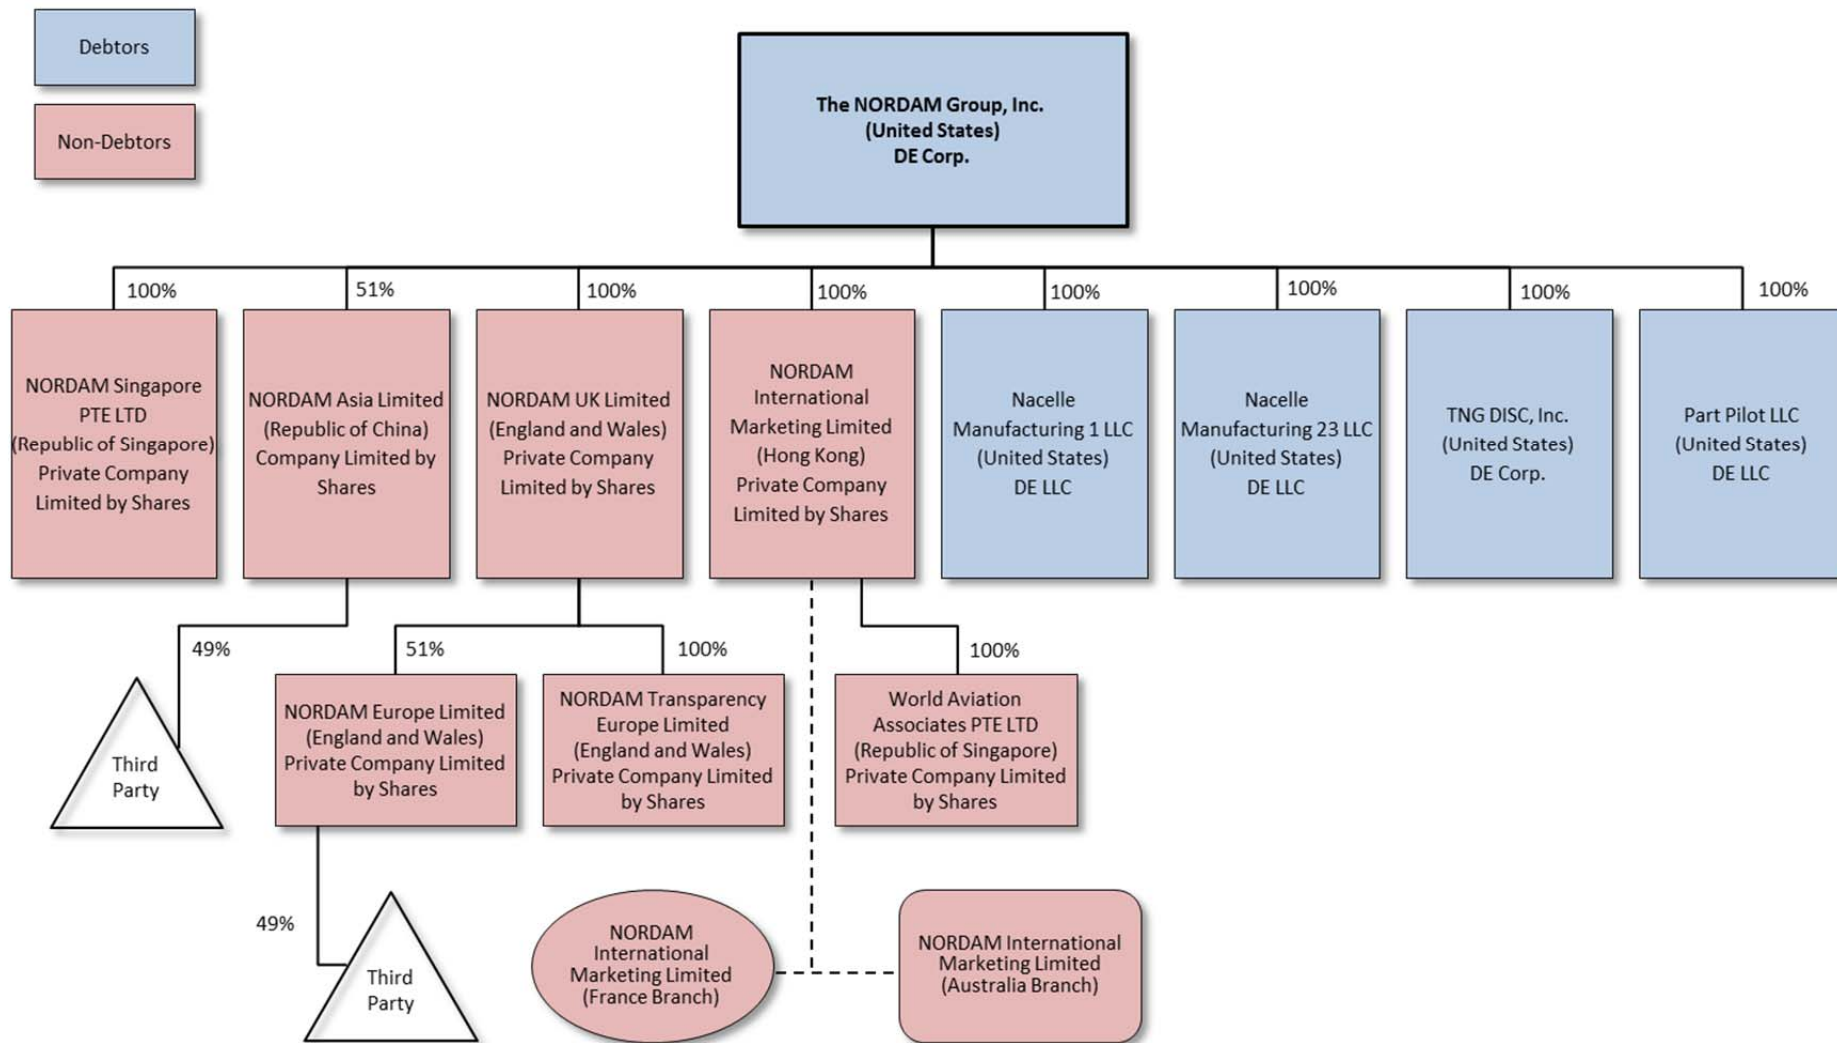 Debtors
Non-Debtors
The NORDAM Group, Inc.
(United States)
DE Corp.
100%
51%
100%
100%
100%
100%
100%
100%
NORDAM Singapore
PTE LTD
(Republic of Singapore)
Private Company
Limited by Shares
NORDAM Asia Limited
(Republic of China)
Company Limited by
Shares
NORDAM UK Limited
(England and Wales)
Private Company
Limited by Shares
NORDAM
International
Marketing Limited
(Hong Kong)
Private Company
Limited by Shares
Nacelle
Manufacturing 1 LLC
(United States)
DE LLC
Nacelle
Manufacturing 23 LLC
(United States)
DE LLC
TNG DISC, Inc.
(United States)
DE Corp.
Part Pilot LLC
(United States)
DE LLC
49%
51%
100%
100%
Third
Party
NORDAM Europe Limited
(England and Wales)
Private Company Limited
by Shares
NORDAM Transparency
Europe Limited
(England and Wales)
Private Company Limited
by Shares
World Aviation
Associates PTE LTD
(Republic of Singapore)
Private Company Limited
by Shares
49%
Third
Party
NORDAM
International
Marketing Limited
(France Branch)
NORDAM International
Marketing Limited
(Australia Branch)